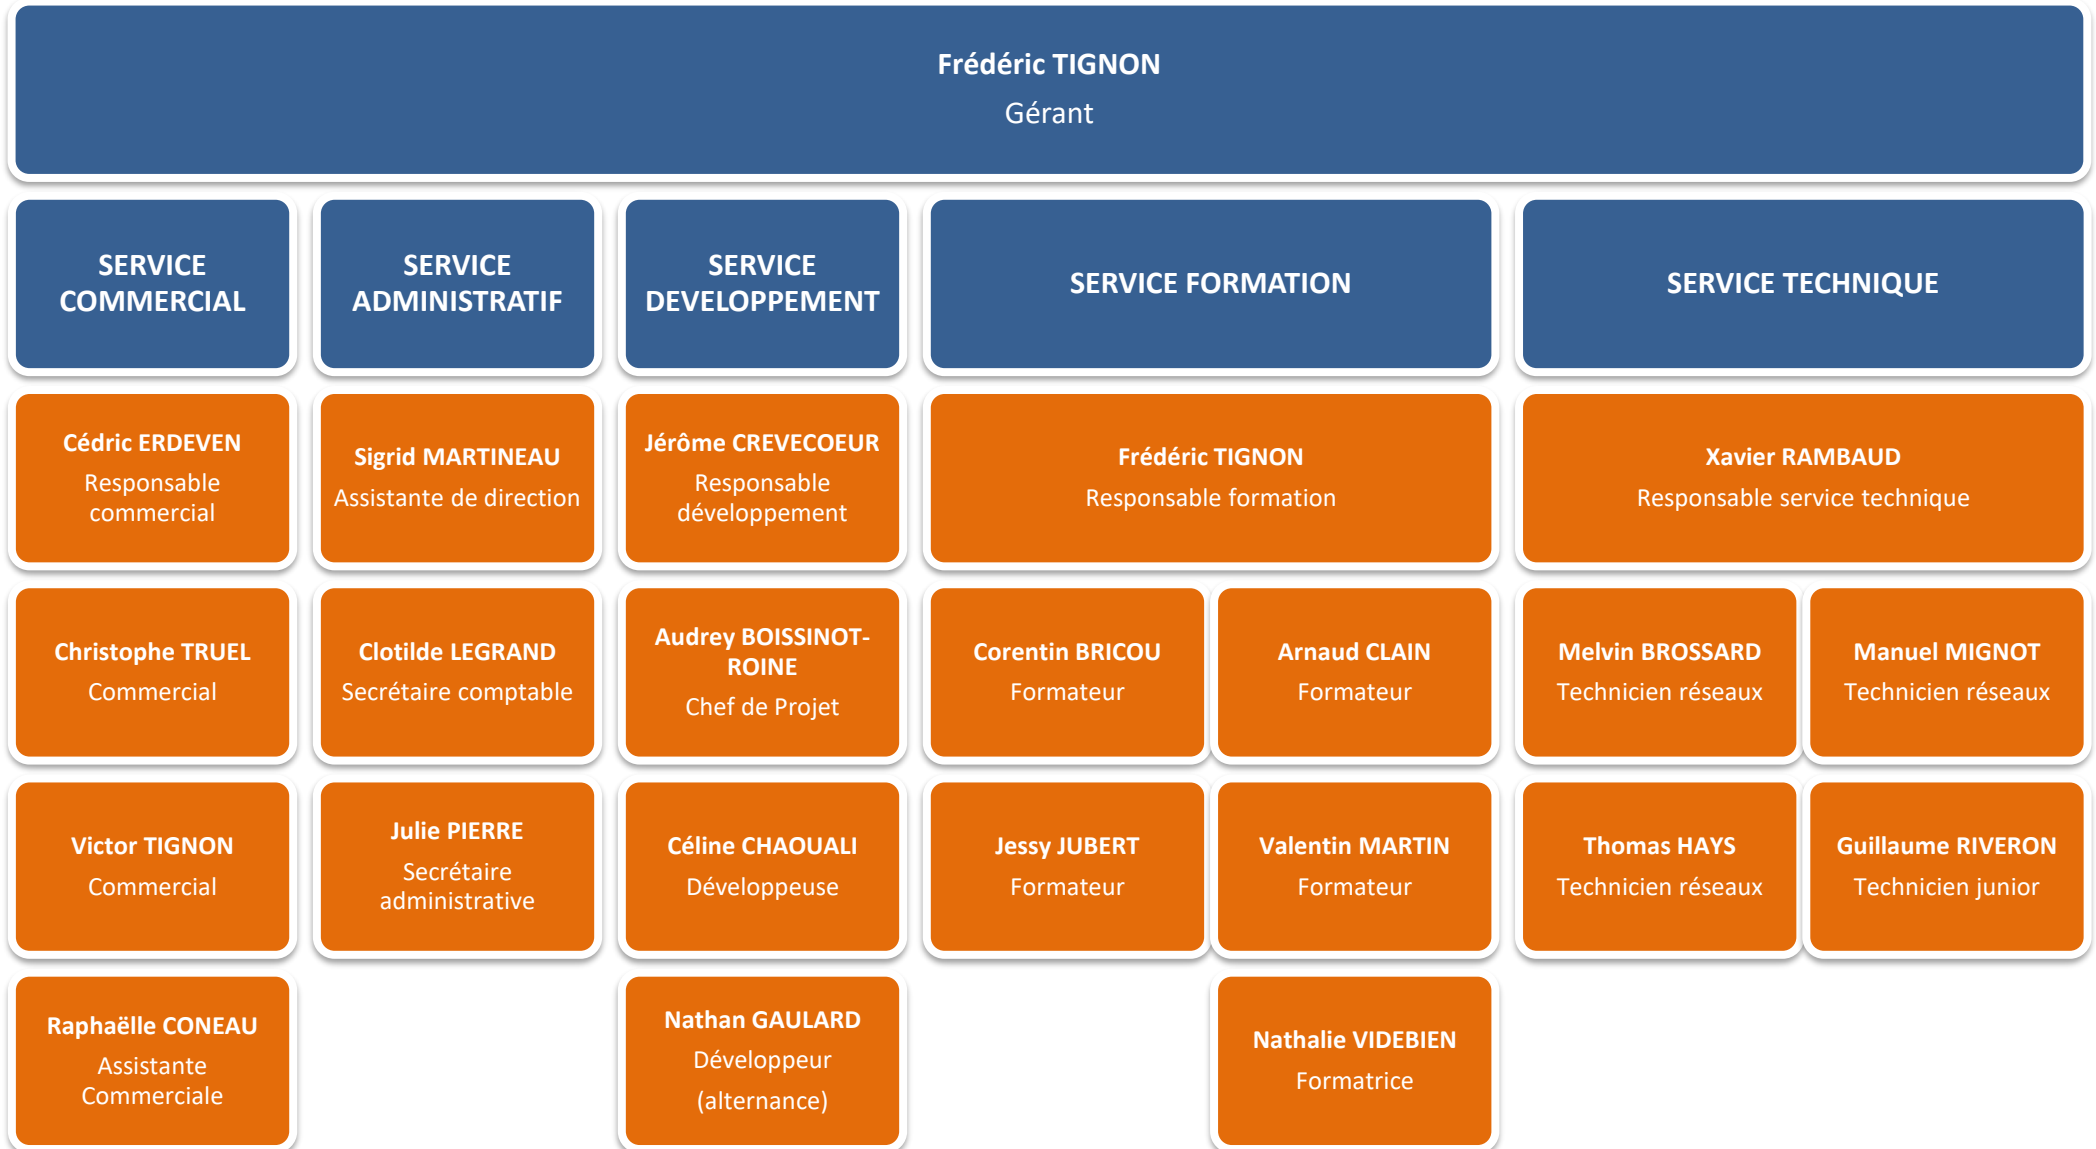 Frédéric TIGNON
Gérant
SERVICE
COMMERCIAL
SERVICE
ADMINISTRATIF
SERVICE
DEVELOPPEMENT
SERVICE FORMATION
SERVICE TECHNIQUE
Cédric ERDEVEN
Responsable
commercial
Sigrid MARTINEAU
Assistante de direction
Jérôme CREVECOEUR
Responsable
développement
Frédéric TIGNON
Responsable formation
Xavier RAMBAUD
Responsable service technique
Christophe TRUEL
Commercial
Clotilde LEGRAND
Secrétaire comptable
Audrey BOISSINOT-
ROINE
Chef de Projet
Corentin BRICOU
Formateur
Arnaud CLAIN
Formateur
Melvin BROSSARD
Technicien réseaux
Manuel MIGNOT
Technicien réseaux
Victor TIGNON
Commercial
Julie PIERRE
Secrétaire
administrative
Céline CHAOUALI
Développeuse
Jessy JUBERT
Formateur
Valentin MARTIN
Formateur
Thomas HAYS
Technicien réseaux
Guillaume RIVERON
Technicien junior
Raphaëlle CONEAU
Assistante
Commerciale
Nathan GAULARD
Développeur
(alternance)
Nathalie VIDEBIEN
Formatrice